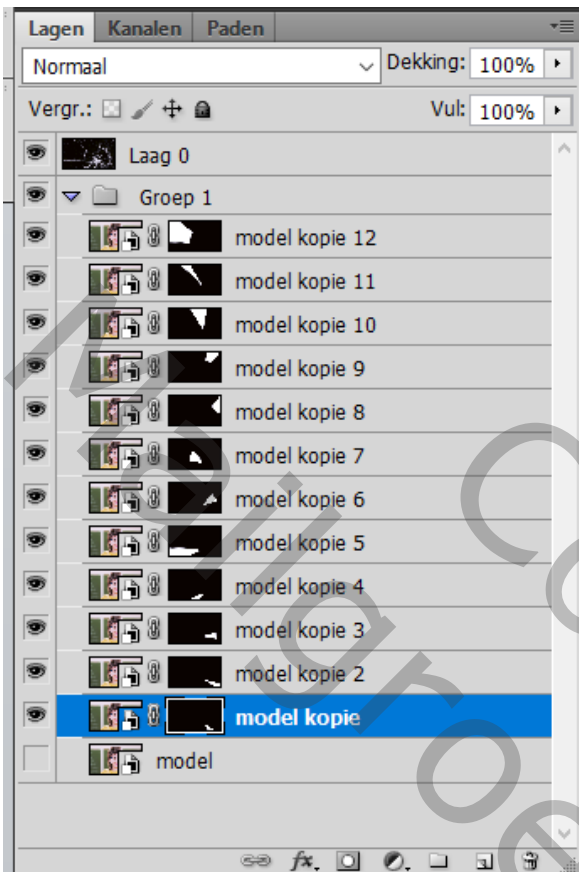 Lagen Kanalen Paden
Normaal Dekking: 100%
Vergr.: Vul: 100%
Laag 0
Groep 1
model kopie 12
model kopie 11
model kopie 10
model kopie 9
model kopie 8
model kopie 7
model kopie 6
model kopie 5
model kopie 4
model kopie 3
model kopie 2
model kopie
model
fx.